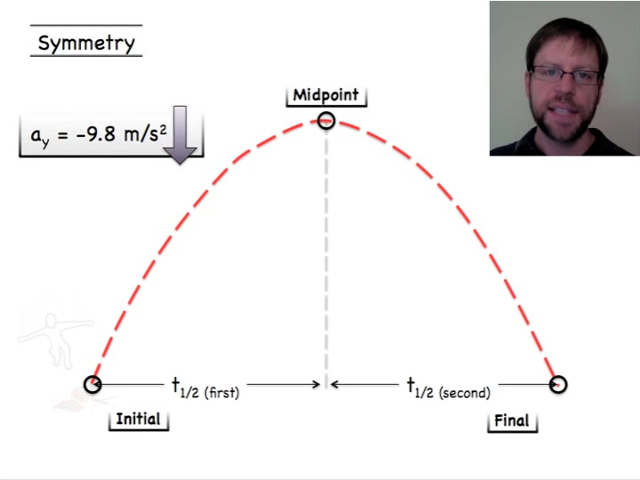 Symmetry
Midpoint
a_y = -9.8 m/s²
t_1/2 (first)
t_1/2 (second)
Initial
Final